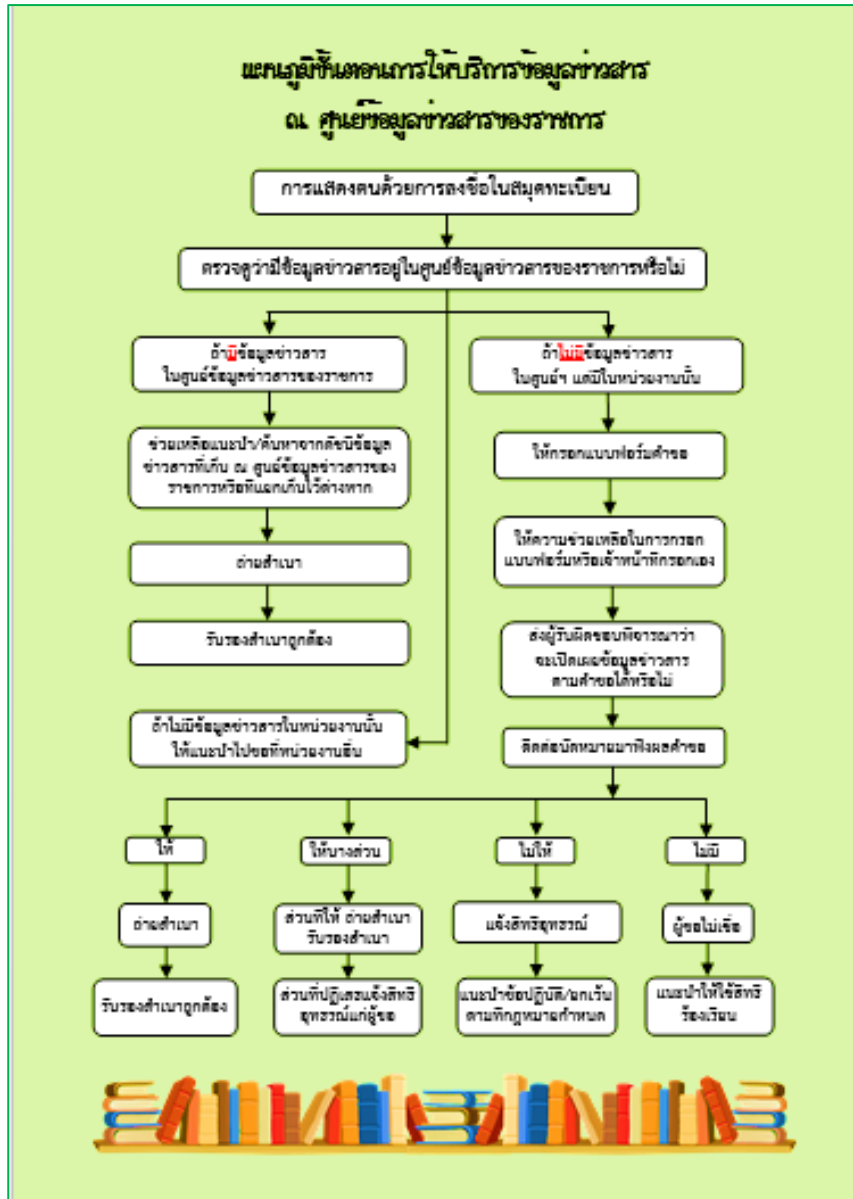 แผนภูมิขั้นตอนการให้บริการข้อมูลข่าวสาร
ณ ศูนย์ข้อมูลข่าวสารของราชการ
การแสดงตนด้วยการลงชื่อในสมุดทะเบียน
ตรวจดูว่ามีข้อมูลข่าวสารอยู่ในศูนย์ข้อมูลข่าวสารของราชการหรือไม่
ถ้ามีข้อมูลข่าวสาร
ในศูนย์ข้อมูลข่าวสารของราชการ
ถ้าไม่มีข้อมูลข่าวสาร
ในศูนย์ฯ แต่มีในหน่วยงานนั้น
ช่วยเหลือแนะนำ/ค้นหาจากดัชนีข้อมูล
ข่าวสารที่เก็บ ณ ศูนย์ข้อมูลข่าวสารของ
ราชการหรือที่แยกเก็บไว้ต่างหาก
ให้กรอกแบบฟอร์มคำขอ
ถ่ายสำเนา
ให้ความช่วยเหลือในการกรอก
แบบฟอร์มหรือเจ้าหน้าที่กรอกเอง
รับรองสำเนาถูกต้อง
ส่งผู้รับผิดชอบพิจารณาว่า
จะเปิดเผยข้อมูลข่าวสาร
ตามคำขอได้หรือไม่
ถ้าไม่มีข้อมูลข่าวสารในหน่วยงานนั้น
ให้แนะนำไปขอที่หน่วยงานอื่น
ติดต่อนัดหมายมาฟังผลคำขอ
ให้
ให้บางส่วน
ไม่ให้
ไม่มี
ถ่ายสำเนา
ส่วนที่ให้ ถ่ายสำเนา
รับรองสำเนา
แจ้งสิทธิอุทธรณ์
ผู้ขอไม่เชื่อ
รับรองสำเนาถูกต้อง
ส่วนที่ปฏิเสธแจ้งสิทธิ
อุทธรณ์แก่ผู้ขอ
แนะนำข้อปฏิบัติ/ยกเว้น
ตามที่กฎหมายกำหนด
แนะนำให้ใช้สิทธิ
ร้องเรียน